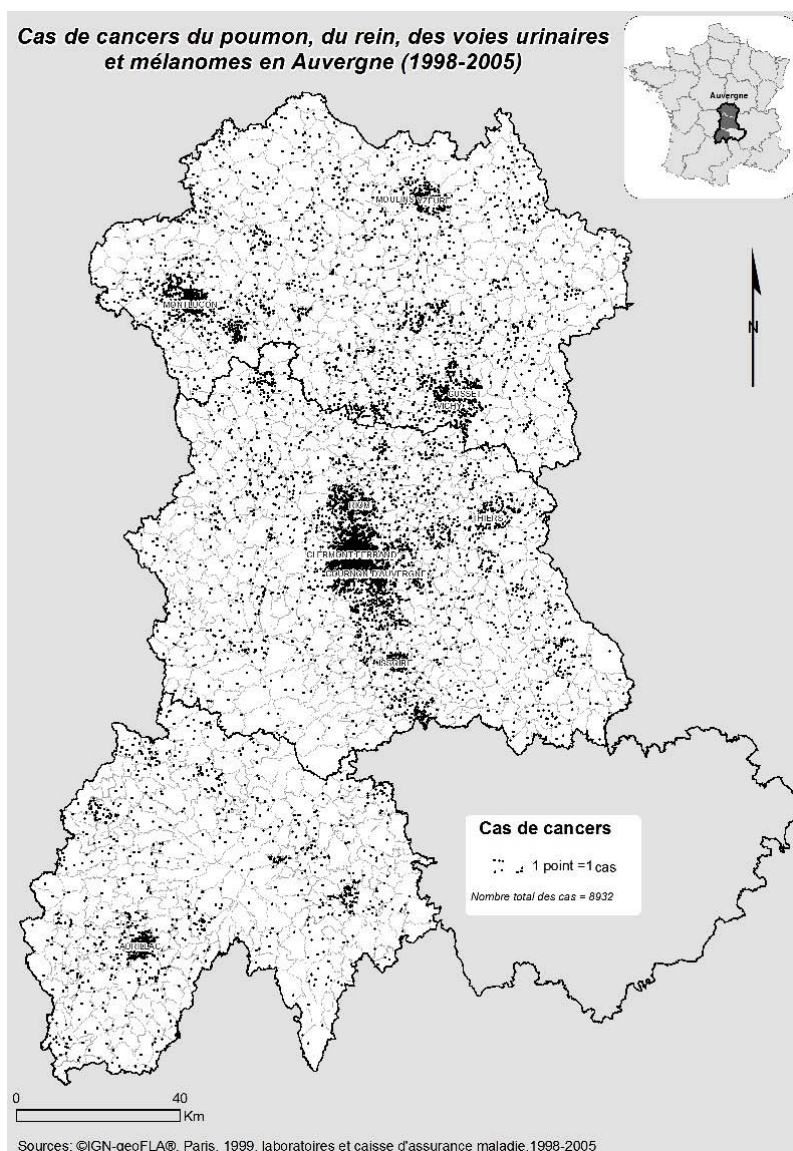 Cas de cancers du poumon, du rein, des voies urinaires
et mélanomes en Auvergne (1998-2005)
Auvergne
MOULINS
MONTLUCON
N
CUSSET
VICHY
RIOM
THIERS
CLERMONT FERRAND
COURNON D'AUVERGNE
ISSOIRE
Cas de cancers
1 point =1 cas
Nombre total des cas = 8932
AURILLAC
0 40
Km
Sources: ©IGN-geoFLA®, Paris, 1999, laboratoires et caisse d'assurance maladie,1998-2005